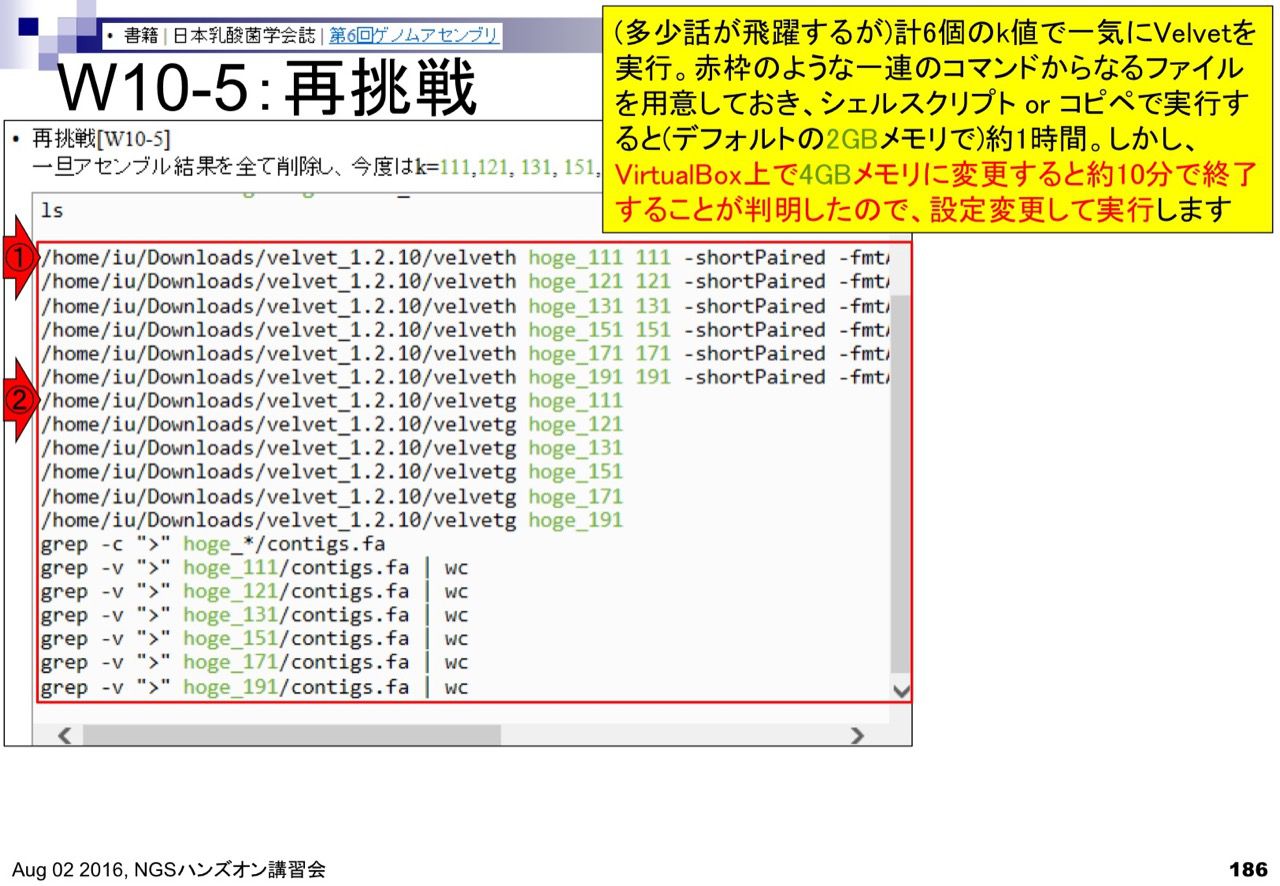 • 書籍 | 日本乳酸菌学会誌 | 第6回ゲノムアセンブリ
W10-5：再挑戦
(多少話が飛躍するが)計6個のk値で一気にVelvetを
実行。赤枠のような一連のコマンドからなるファイル
を用意しておき、シェルスクリプト or コピペで実行す
ると(デフォルトの2GBメモリで)約1時間。しかし、
VirtualBox上で4GBメモリに変更すると約10分で終了
することが判明したので、設定変更して実行します
• 再挑戦[W10-5]
一旦アセンブル結果を全て削除し、今度はk=111,121, 131, 151,
ls
①
/home/iu/Downloads/velvet_1.2.10/velveth hoge_111 111 -shortPaired -fmtA
/home/iu/Downloads/velvet_1.2.10/velveth hoge_121 121 -shortPaired -fmtA
/home/iu/Downloads/velvet_1.2.10/velveth hoge_131 131 -shortPaired -fmtA
/home/iu/Downloads/velvet_1.2.10/velveth hoge_151 151 -shortPaired -fmtA
/home/iu/Downloads/velvet_1.2.10/velveth hoge_171 171 -shortPaired -fmtA
/home/iu/Downloads/velvet_1.2.10/velveth hoge_191 191 -shortPaired -fmtA
②
/home/iu/Downloads/velvet_1.2.10/velvetg hoge_111
/home/iu/Downloads/velvet_1.2.10/velvetg hoge_121
/home/iu/Downloads/velvet_1.2.10/velvetg hoge_131
/home/iu/Downloads/velvet_1.2.10/velvetg hoge_151
/home/iu/Downloads/velvet_1.2.10/velvetg hoge_171
/home/iu/Downloads/velvet_1.2.10/velvetg hoge_191
grep -c ">" hoge_*/contigs.fa
grep -v ">" hoge_111/contigs.fa | wc
grep -v ">" hoge_121/contigs.fa | wc
grep -v ">" hoge_131/contigs.fa | wc
grep -v ">" hoge_151/contigs.fa | wc
grep -v ">" hoge_171/contigs.fa | wc
grep -v ">" hoge_191/contigs.fa | wc
Aug 02 2016, NGSハンズオン講習会
186